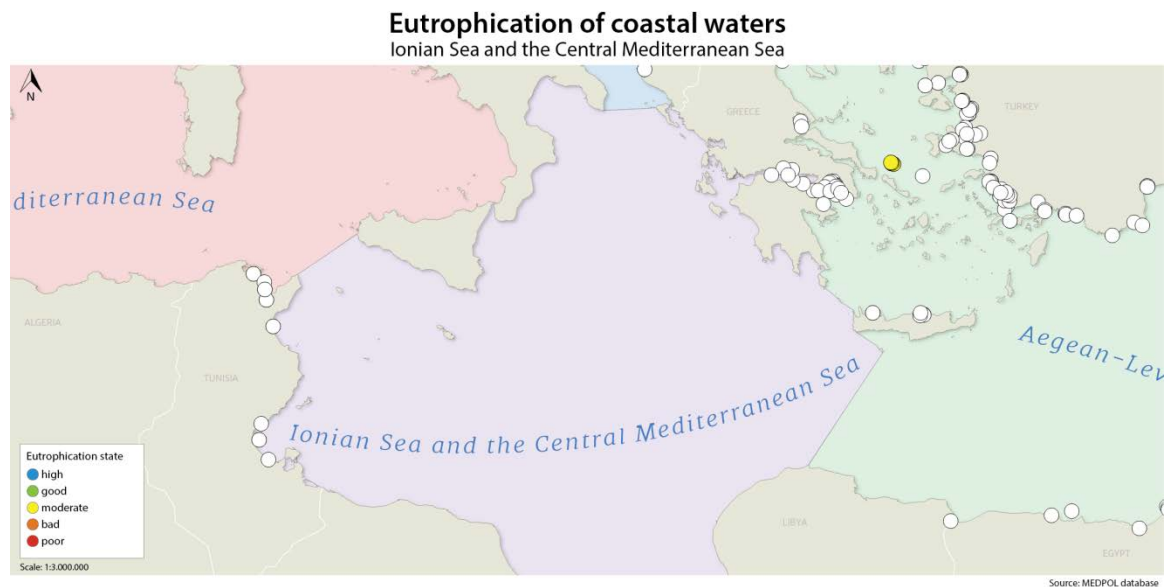 Eutrophication of coastal waters
Ionian Sea and the Central Mediterranean Sea
N
GREECE
TURKEY
diterranean Sea
ALGERIA
TUNISIA
Aegean-Lev
Ionian Sea and the Central Mediterranean Sea
LIBYA
EGYPT
Eutrophication state
high
good
moderate
bad
poor
Scale: 1:3.000.000
Source: MEDPOL database